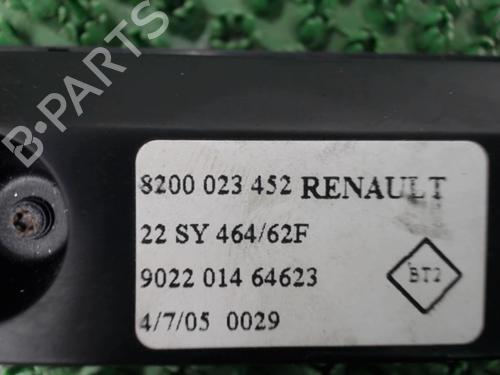 B-PARTS
8200 023 452 RENAULT
22 SY 464/62F
9022 014 64623
BT2
4/7/05 0029